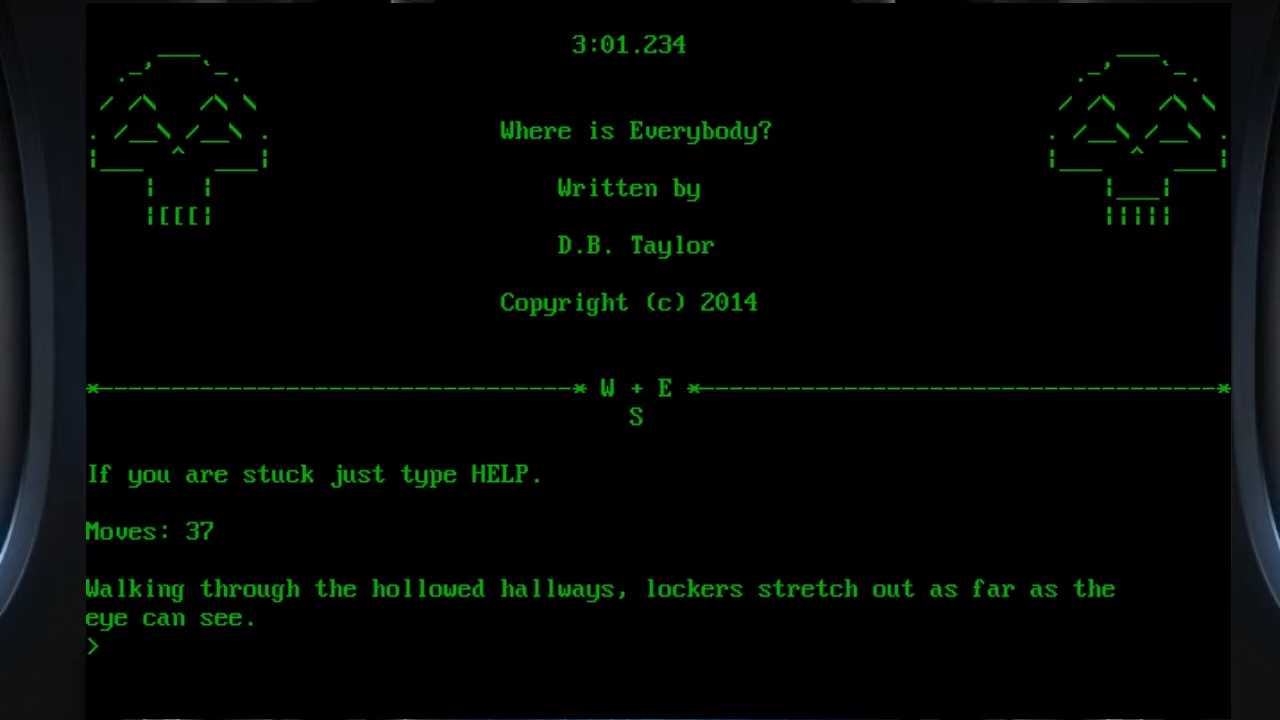 3:01.234
Where is Everybody?
Written by
D.B. Taylor
Copyright (c) 2014
*----------------------------------* W + E *-------------------------------------*
S
If you are stuck just type HELP.
Moves: 37
Walking through the hollowed hallways, lockers stretch out as far as the
eye can see.
>